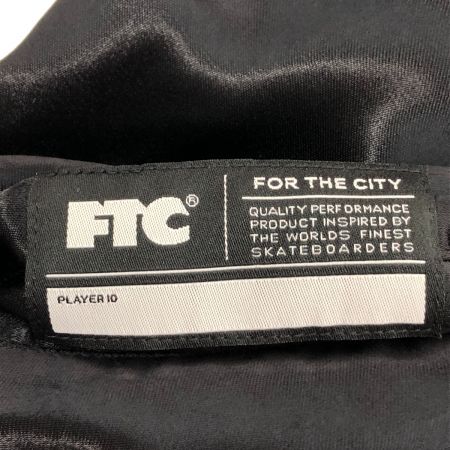 FTC®
FOR THE CITY
QUALITY PERFORMANCE
PRODUCT INSPIRED BY
THE WORLDS FINEST
SKATEBOARDERS
PLAYER ID